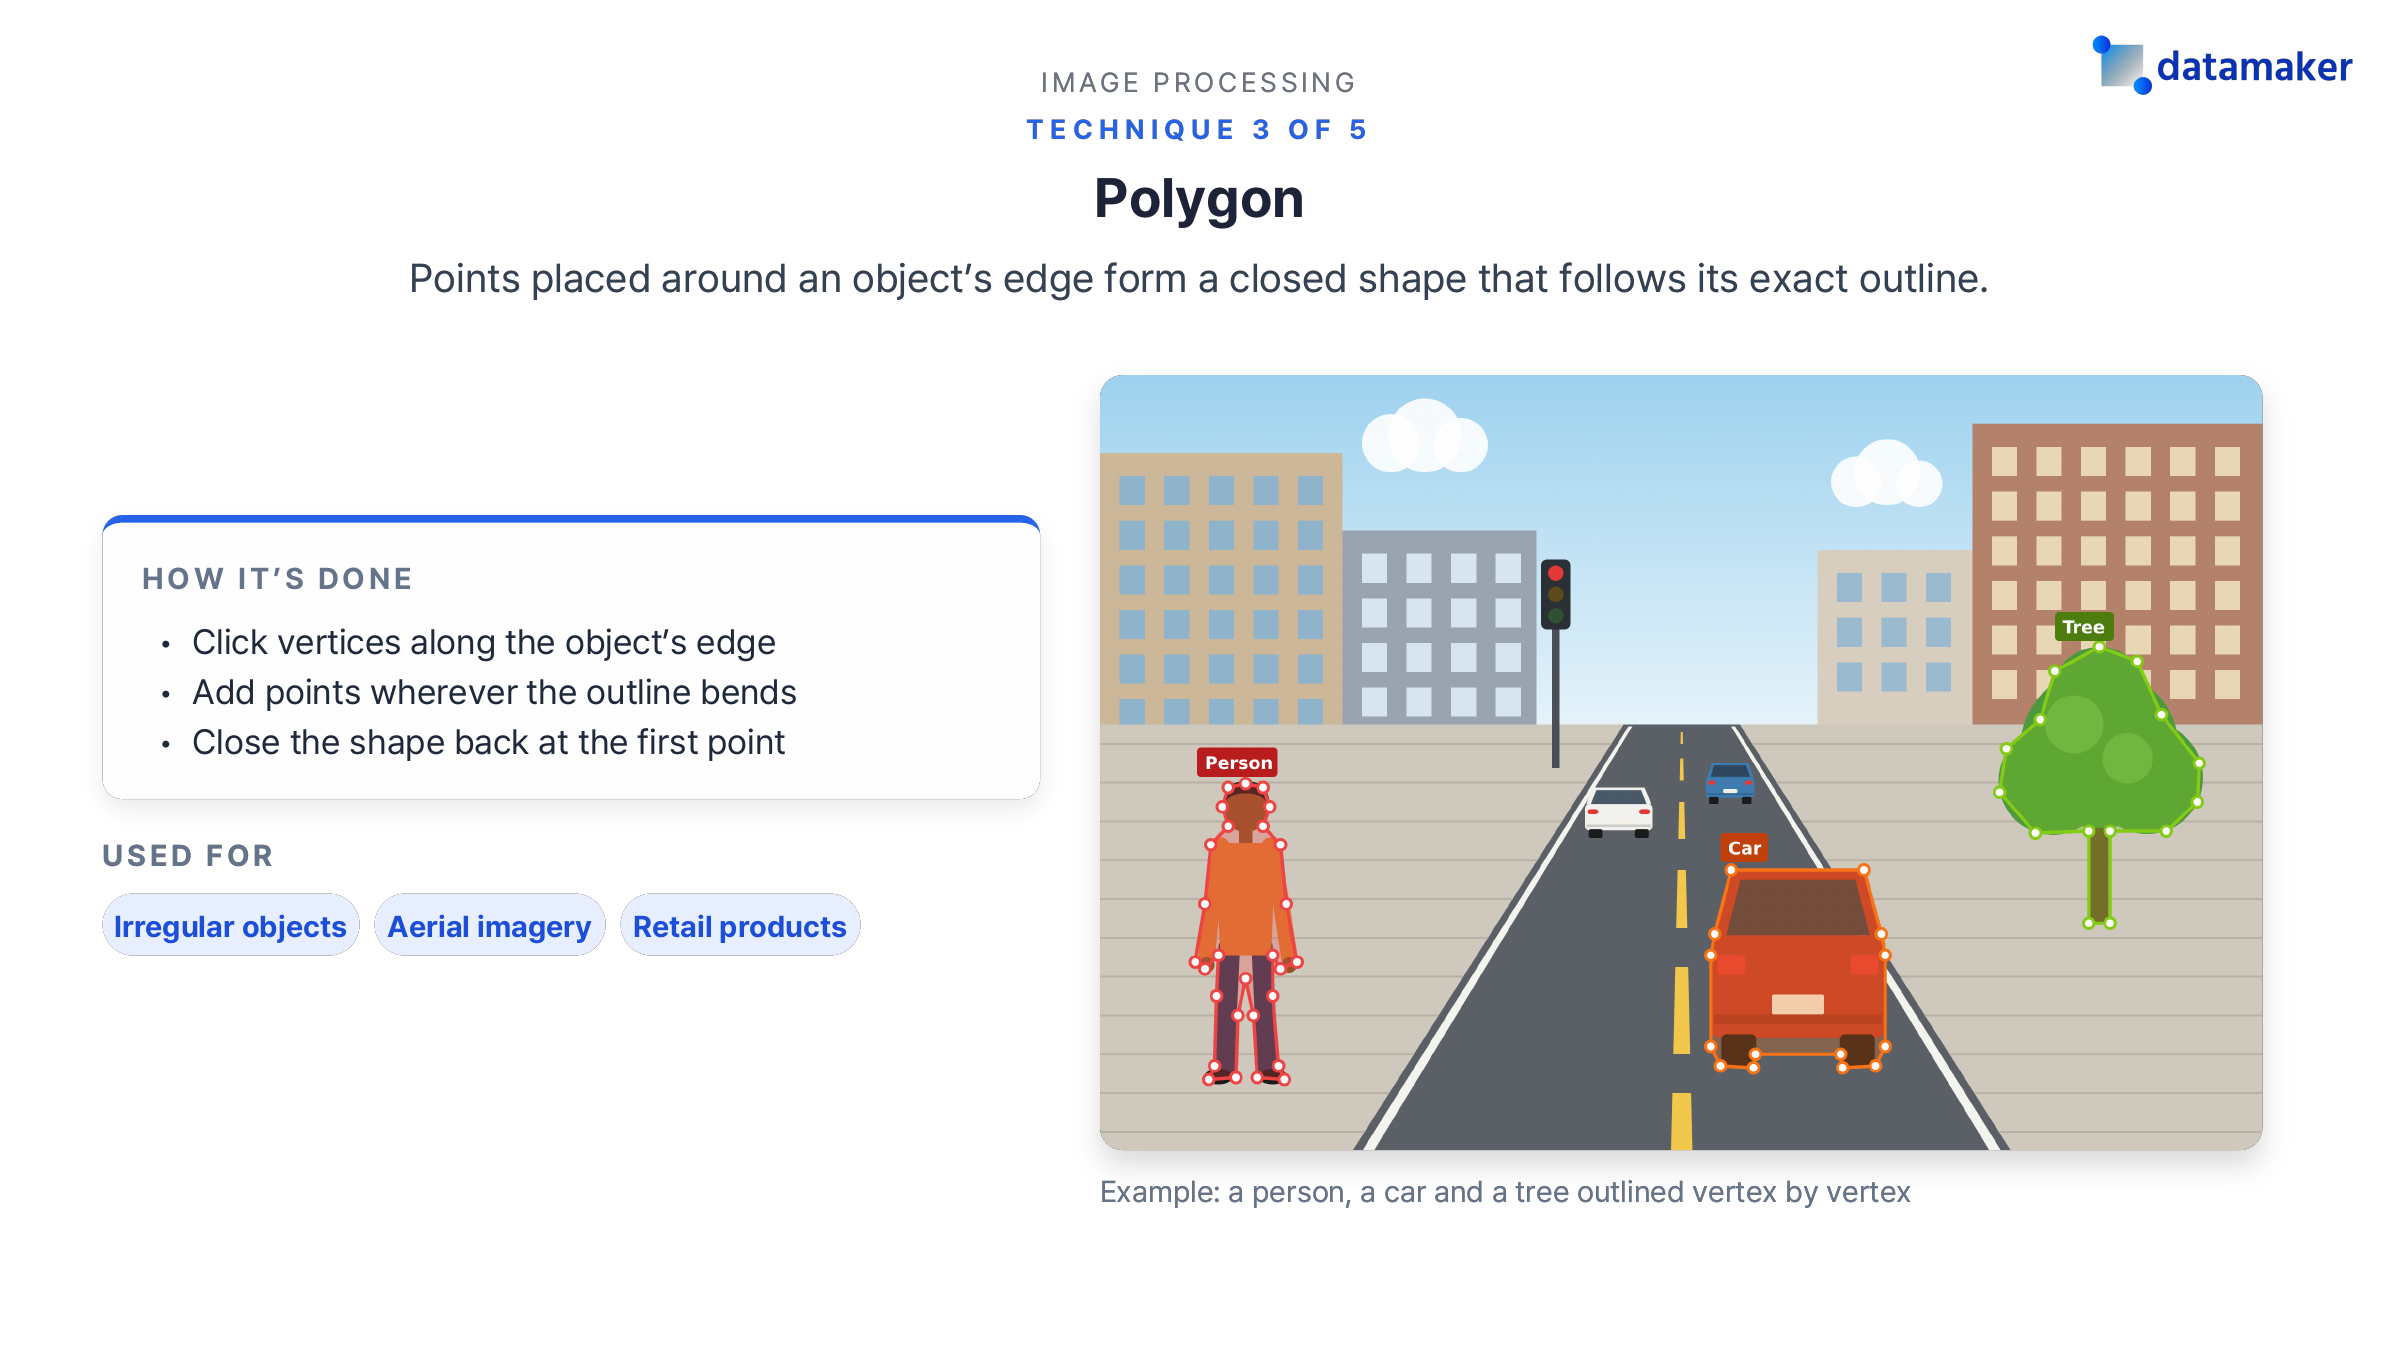 datamaker
IMAGE PROCESSING
TECHNIQUE 3 OF 5
Polygon
Points placed around an object’s edge form a closed shape that follows its exact outline.
HOW IT’S DONE
• Click vertices along the object’s edge
• Add points wherever the outline bends
• Close the shape back at the first point
USED FOR
Irregular objects
Aerial imagery
Retail products
Tree
Person
Car
Example: a person, a car and a tree outlined vertex by vertex